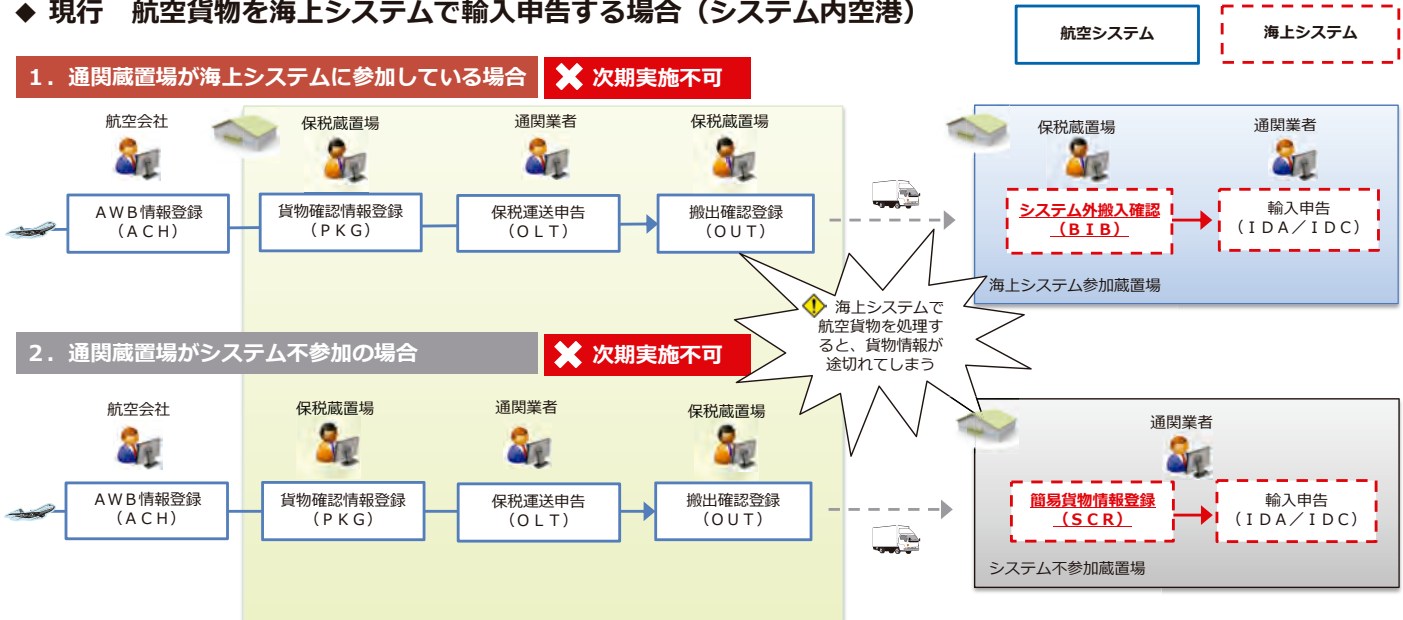 ◆ 現行 航空貨物を海上システムで輸入申告する場合（システム内空港）
航空システム
海上システム
１．通関蔵置場が海上システムに参加している場合
次期実施不可
航空会社
保税蔵置場
通関業者
保税蔵置場
保税蔵置場
通関業者
ＡＷＢ情報登録
（ＡＣＨ）
貨物確認情報登録
（ＰＫＧ）
保税運送申告
（ＯＬＴ）
搬出確認登録
（ＯＵＴ）
システム外搬入確認
（ＢＩＢ）
輸入申告
（ＩＤＡ／ＩＤＣ）
海上システム参加蔵置場
海上システムで
航空貨物を処理す
ると、貨物情報が
途切れてしまう
２．通関蔵置場がシステム不参加の場合
次期実施不可
航空会社
保税蔵置場
通関業者
保税蔵置場
通関業者
ＡＷＢ情報登録
（ＡＣＨ）
貨物確認情報登録
（ＰＫＧ）
保税運送申告
（ＯＬＴ）
搬出確認登録
（ＯＵＴ）
簡易貨物情報登録
（ＳＣＲ）
輸入申告
（ＩＤＡ／ＩＤＣ）
システム不参加蔵置場